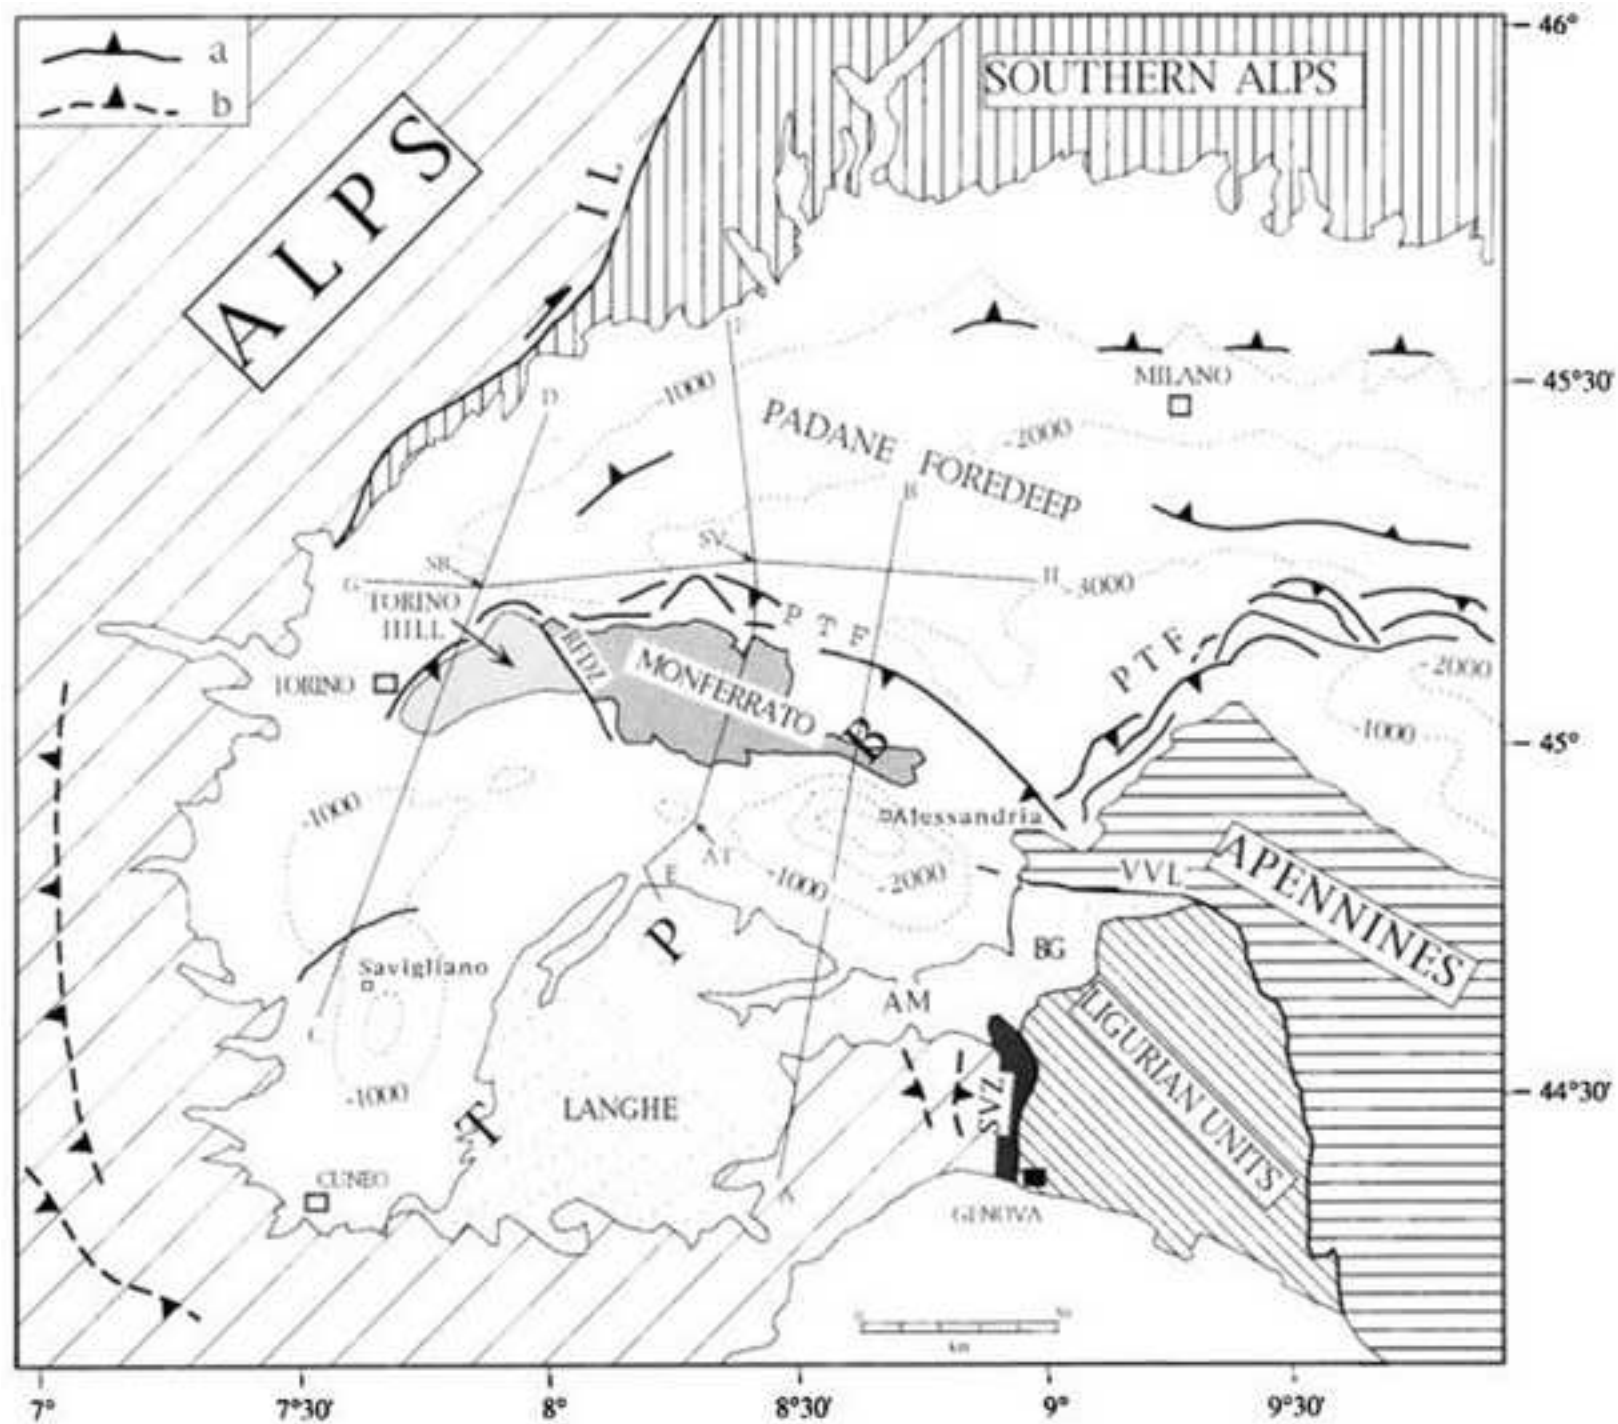 a
b
46°
SOUTHERN ALPS
ALPS
IL
45°30'
MILANO
D
-1000
-2000
PADANE FOREDEEP
B
SV
SR
G
H
-3000
TORINO
HILL
P T F
RFDZ
MONFERRATO
TORINO
P T F
-2000
-1000
B
45°
-1000
Alessandria
AT
E
-1000
-2000
VVL
APENNINES
P
BG
Savigliano
AM
LIGURIAN UNITS
-1000
LANGHE
SVZ
44°30'
T
CUNEO
A
GENOVA
km
7°
7°30'
8°
8°30'
9°
9°30'